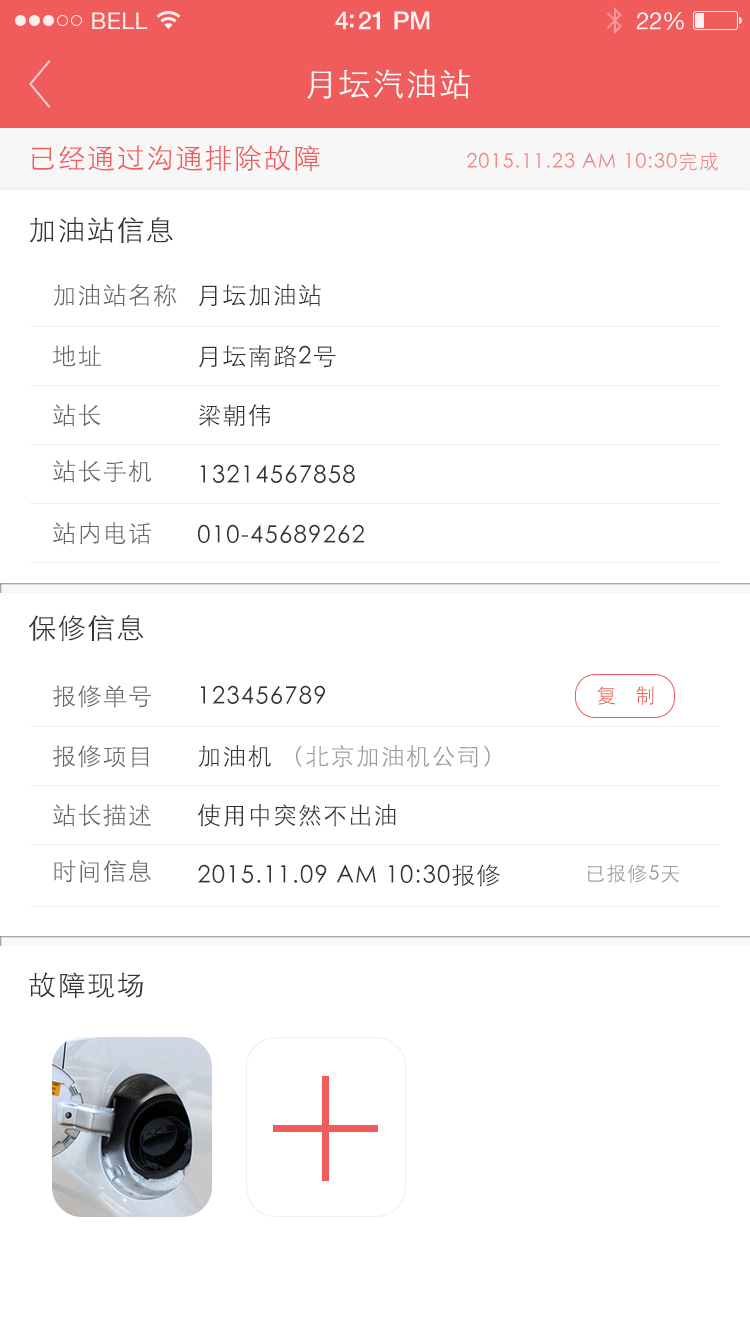 BELL 4:21 PM 22%
月坛汽油站
已经通过沟通排除故障 2015.11.23 AM 10:30完成
加油站信息
加油站名称 月坛加油站
地址 月坛南路2号
站长 梁朝伟
站长手机 13214567858
站内电话 010-45689262
保修信息
报修单号 123456789 复 制
报修项目 加油机 （北京加油机公司）
站长描述 使用中突然不出油
时间信息 2015.11.09 AM 10:30报修 已报修5天
故障现场